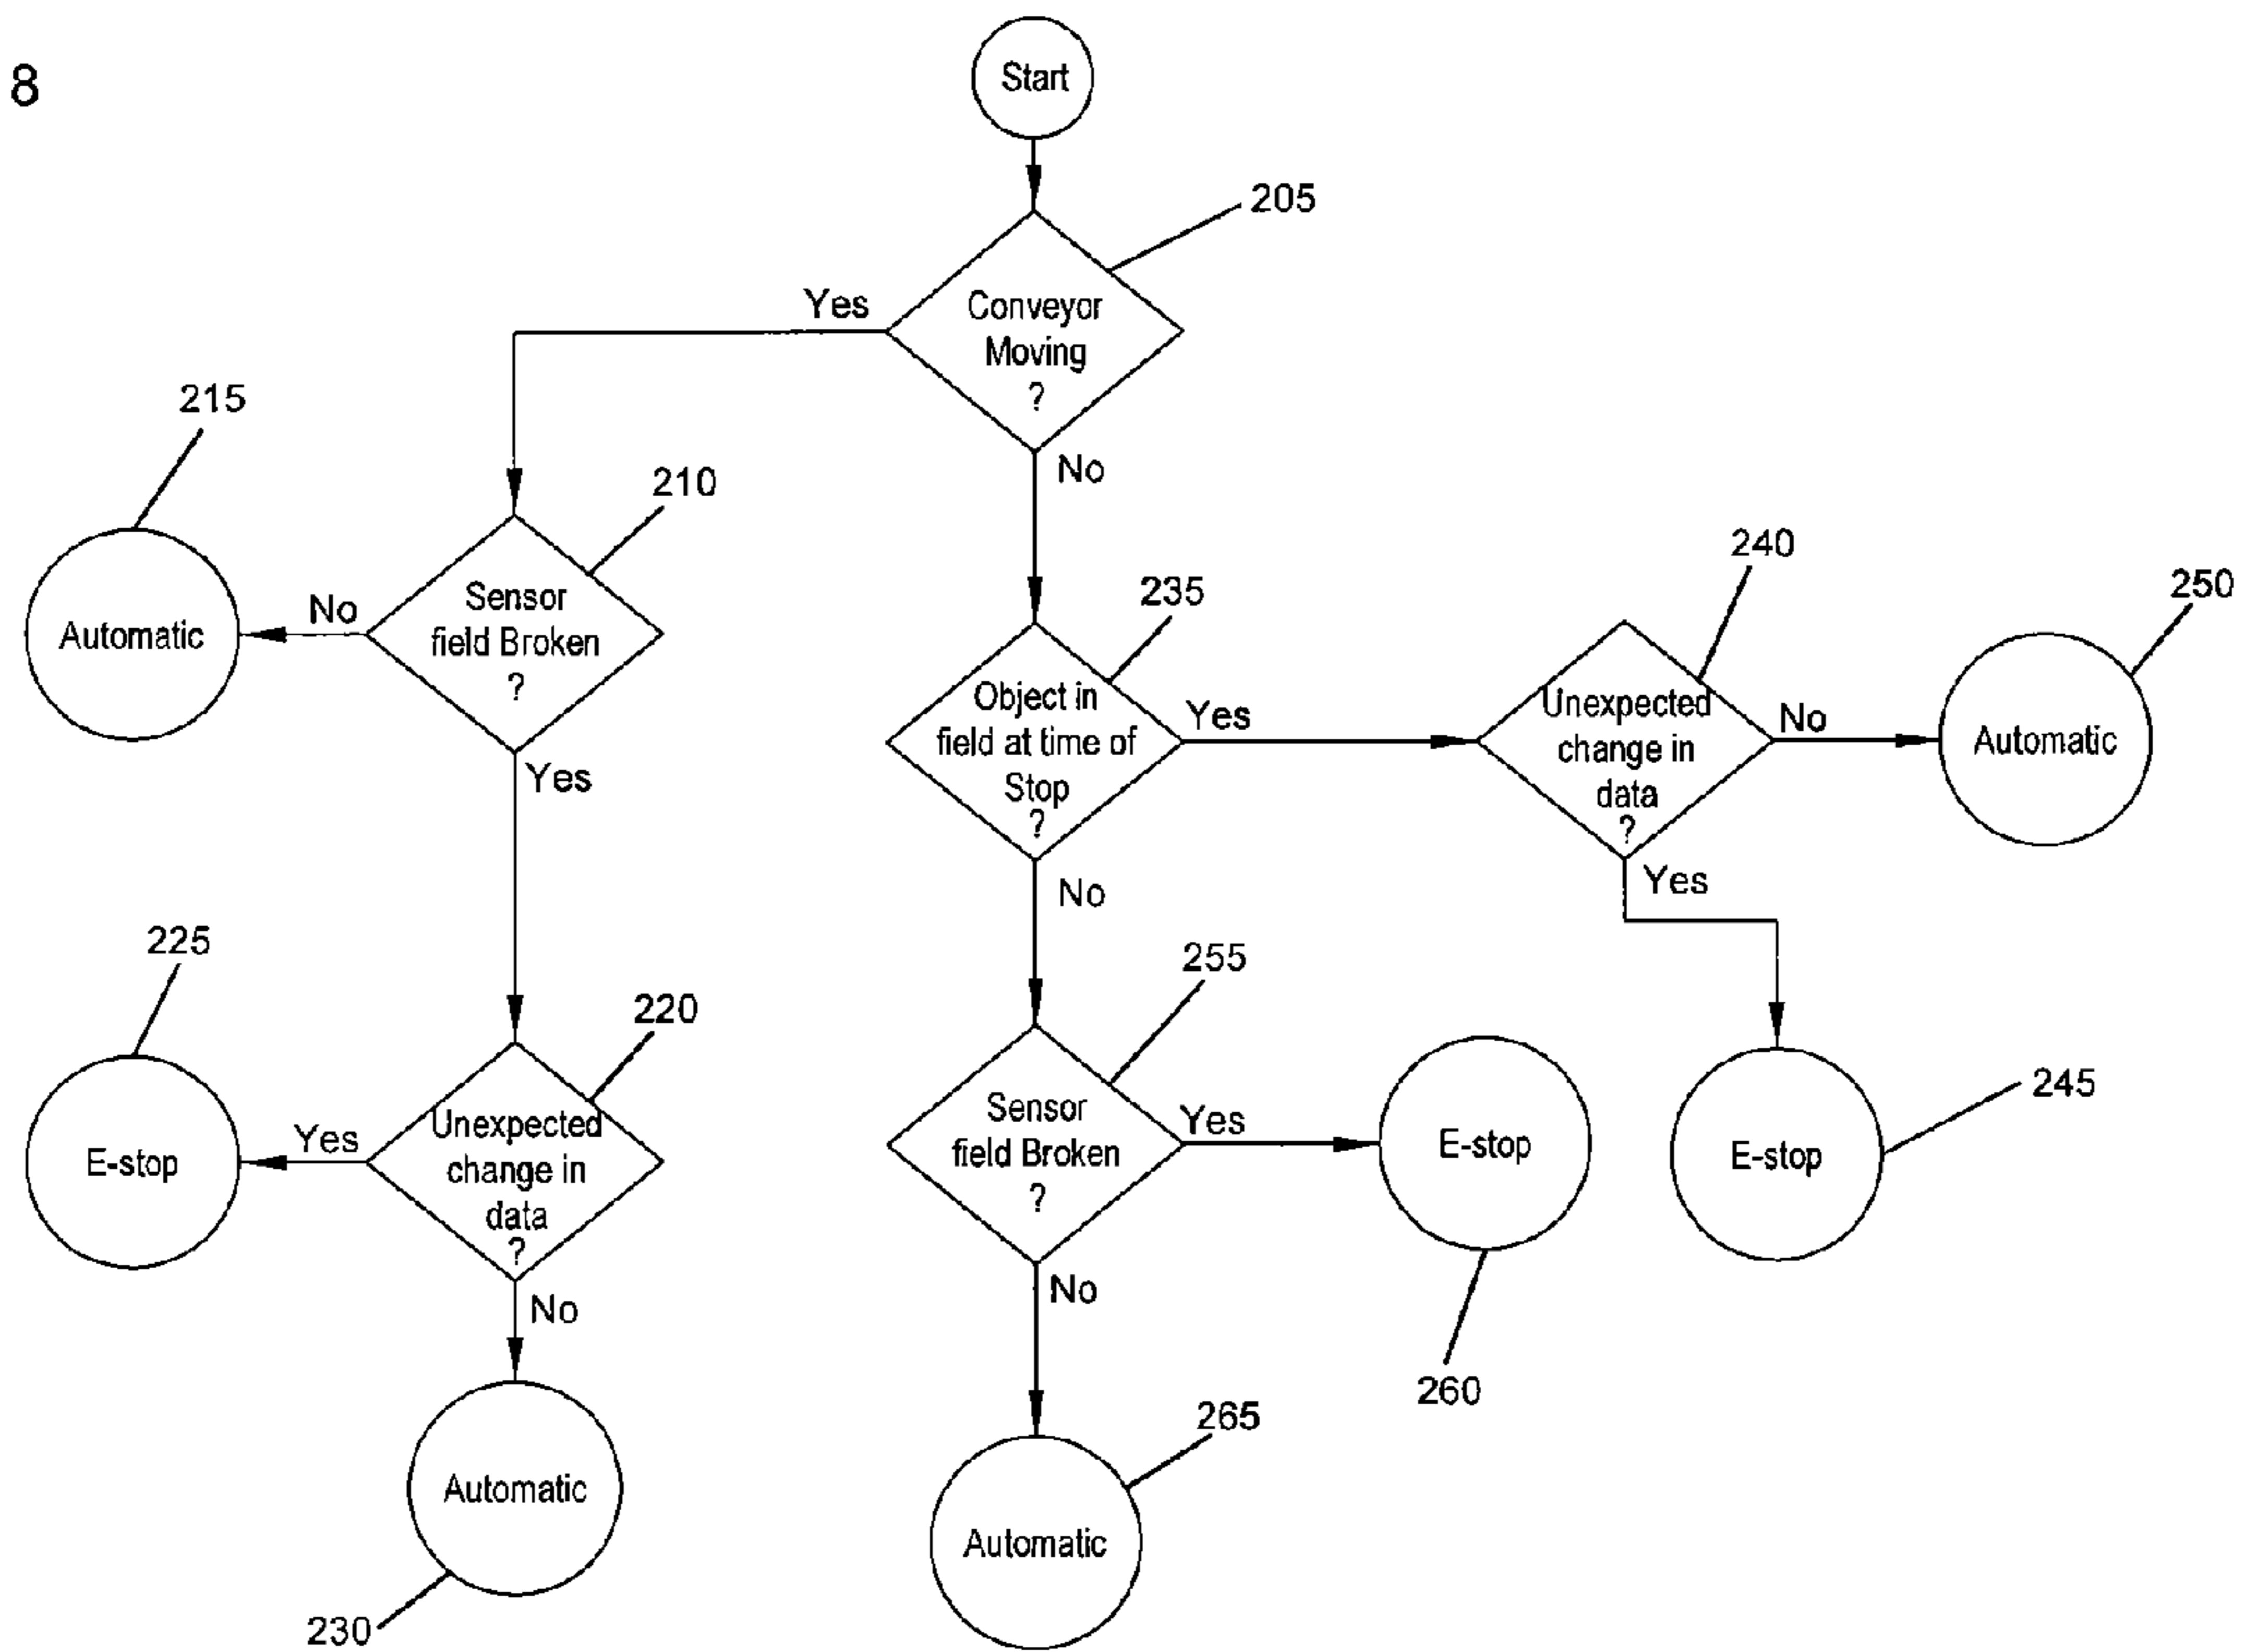 8
Start
205
Conveyor
Moving
?
Yes
No
215
210
Automatic
No
Sensor
field Broken
?
Yes
235
Object in
field at time of
Stop
?
Yes
No
240
Unexpected
change in
data
?
No
Yes
250
Automatic
225
E-stop
Yes
220
Unexpected
change in
data
?
No
255
Sensor
field Broken
?
Yes
No
E-stop
260
E-stop
245
Automatic
230
265
Automatic